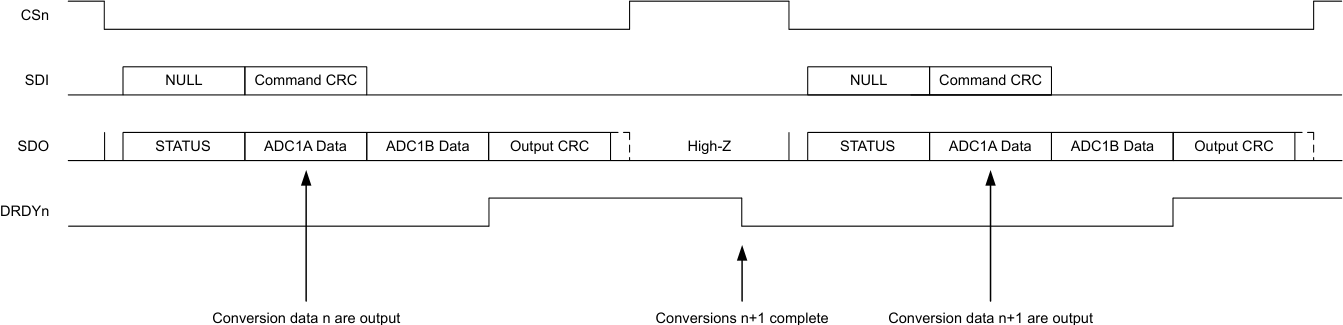 CSn
SDI
NULL
Command CRC
NULL
Command CRC
SDO
STATUS
ADC1A Data
ADC1B Data
Output CRC
High-Z
STATUS
ADC1A Data
ADC1B Data
Output CRC
DRDYn
Conversion data n are output
Conversions n+1 complete
Conversion data n+1 are output